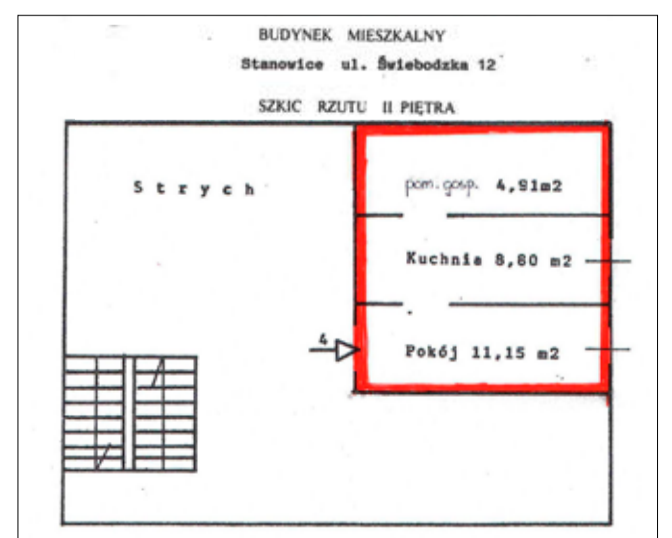 BUDYNEK MIESZKALNY
Stanowice ul. Świebodzka 12
SZKIC RZUTU II PIĘTRA
Strych
pom. gosp. 4,91m2
Kuchnia 8,60 m2
4
Pokój 11,15 m2